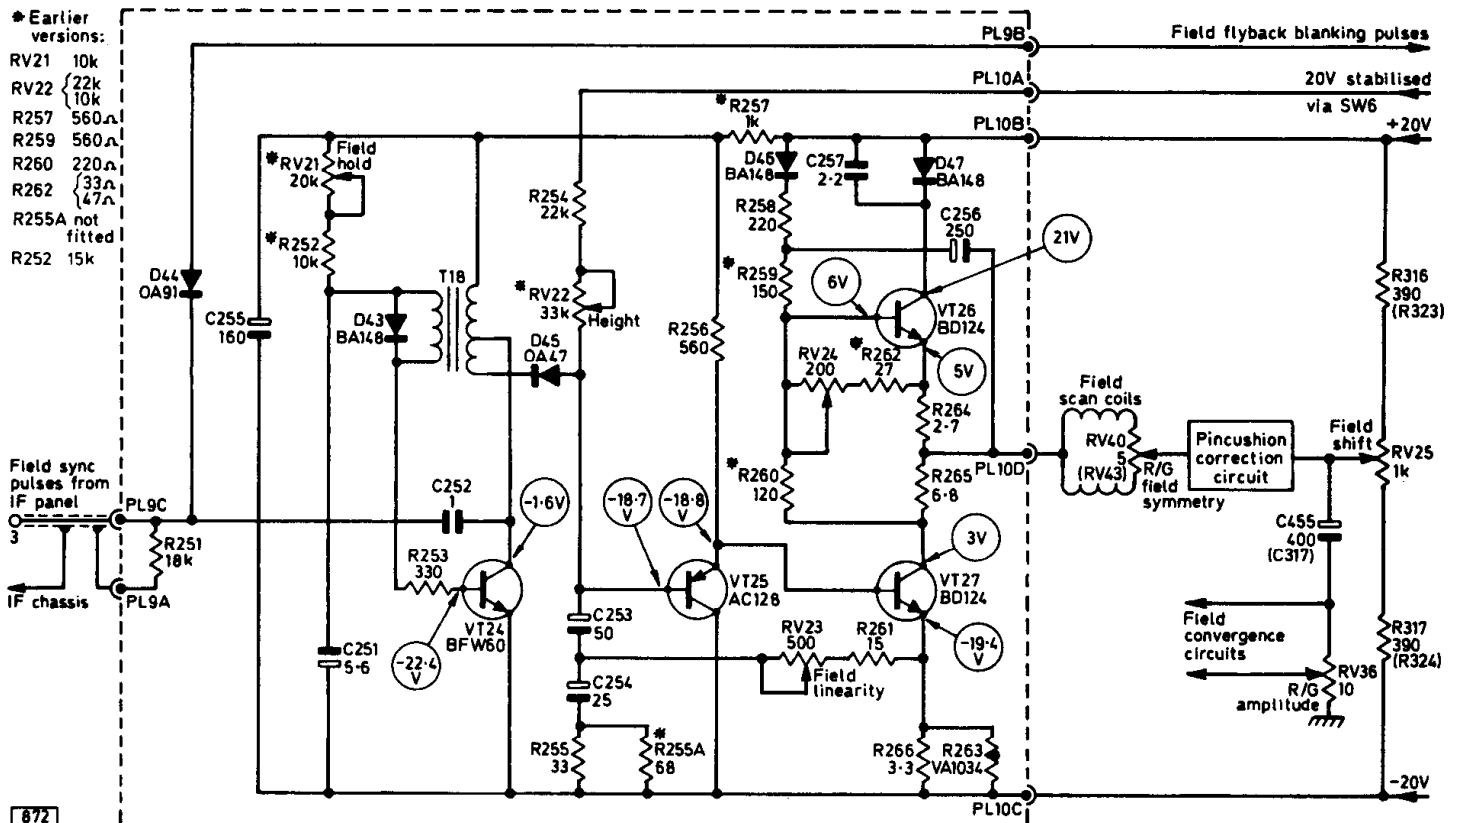 * Earlier
versions:
RV21 10k
RV22 {22k
10k
R257 560Ω
R259 560Ω
R260 220Ω
R262 {33Ω
47Ω
R255A not
fitted
R252 15k
PL9B
Field flyback blanking pulses
PL10A
20V stabilised
via SW6
PL10B
+20V
* R257
1k
* RV21
20k
Field
hold
* R252
10k
D44
OA91
C255
160
D43
BA148
T18
R254
22k
* RV22
33k
Height
D45
OA47
R256
560
D46
BA148
C257
2·2
D47
BA148
R258
220
C256
250
21V
* R259
150
6V
VT26
BD124
RV24
200
* R262
27
5V
R264
2·7
* R260
120
R265
6·8
PL10D
Field
scan coils
RV40
5
(RV43)
R/G
field
symmetry
Pincushion
correction
circuit
Field
shift
R316
390
(R323)
RV25
1k
C455
400
(C317)
Field
convergence
circuits
R/G
amplitude
RV36
10
R317
390
(R324)
Field sync
pulses from
IF panel
3
PL9C
R251
18k
IF chassis
PL9A
C252
1
-1·6V
R253
330
VT24
BFW60
-22·4
V
C251
5·6
-18·7
V
-18·8
V
VT25
AC128
3V
VT27
BD124
C253
50
RV23
500
R261
15
-19·4
V
Field
linearity
C254
25
R255
33
* R255A
68
R266
3·3
R263
VA1034
PL10C
-20V
872